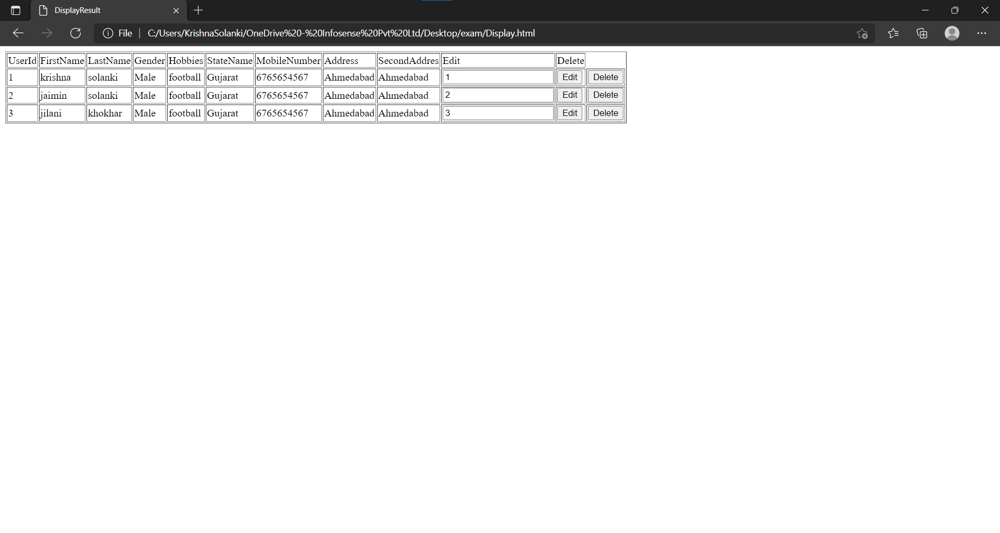 DisplayResult
File C:/Users/KrishnaSolanki/OneDrive%20-%20Infosense%20Pvt%20Ltd/Desktop/exam/Display.html
UserId FirstName LastName Gender Hobbies StateName MobileNumber Address SecondAddres Edit Delete
1 krishna solanki Male football Gujarat 6765654567 Ahmedabad Ahmedabad 1 Edit Delete
2 jaimin solanki Male football Gujarat 6765654567 Ahmedabad Ahmedabad 2 Edit Delete
3 jilani khokhar Male football Gujarat 6765654567 Ahmedabad Ahmedabad 3 Edit Delete